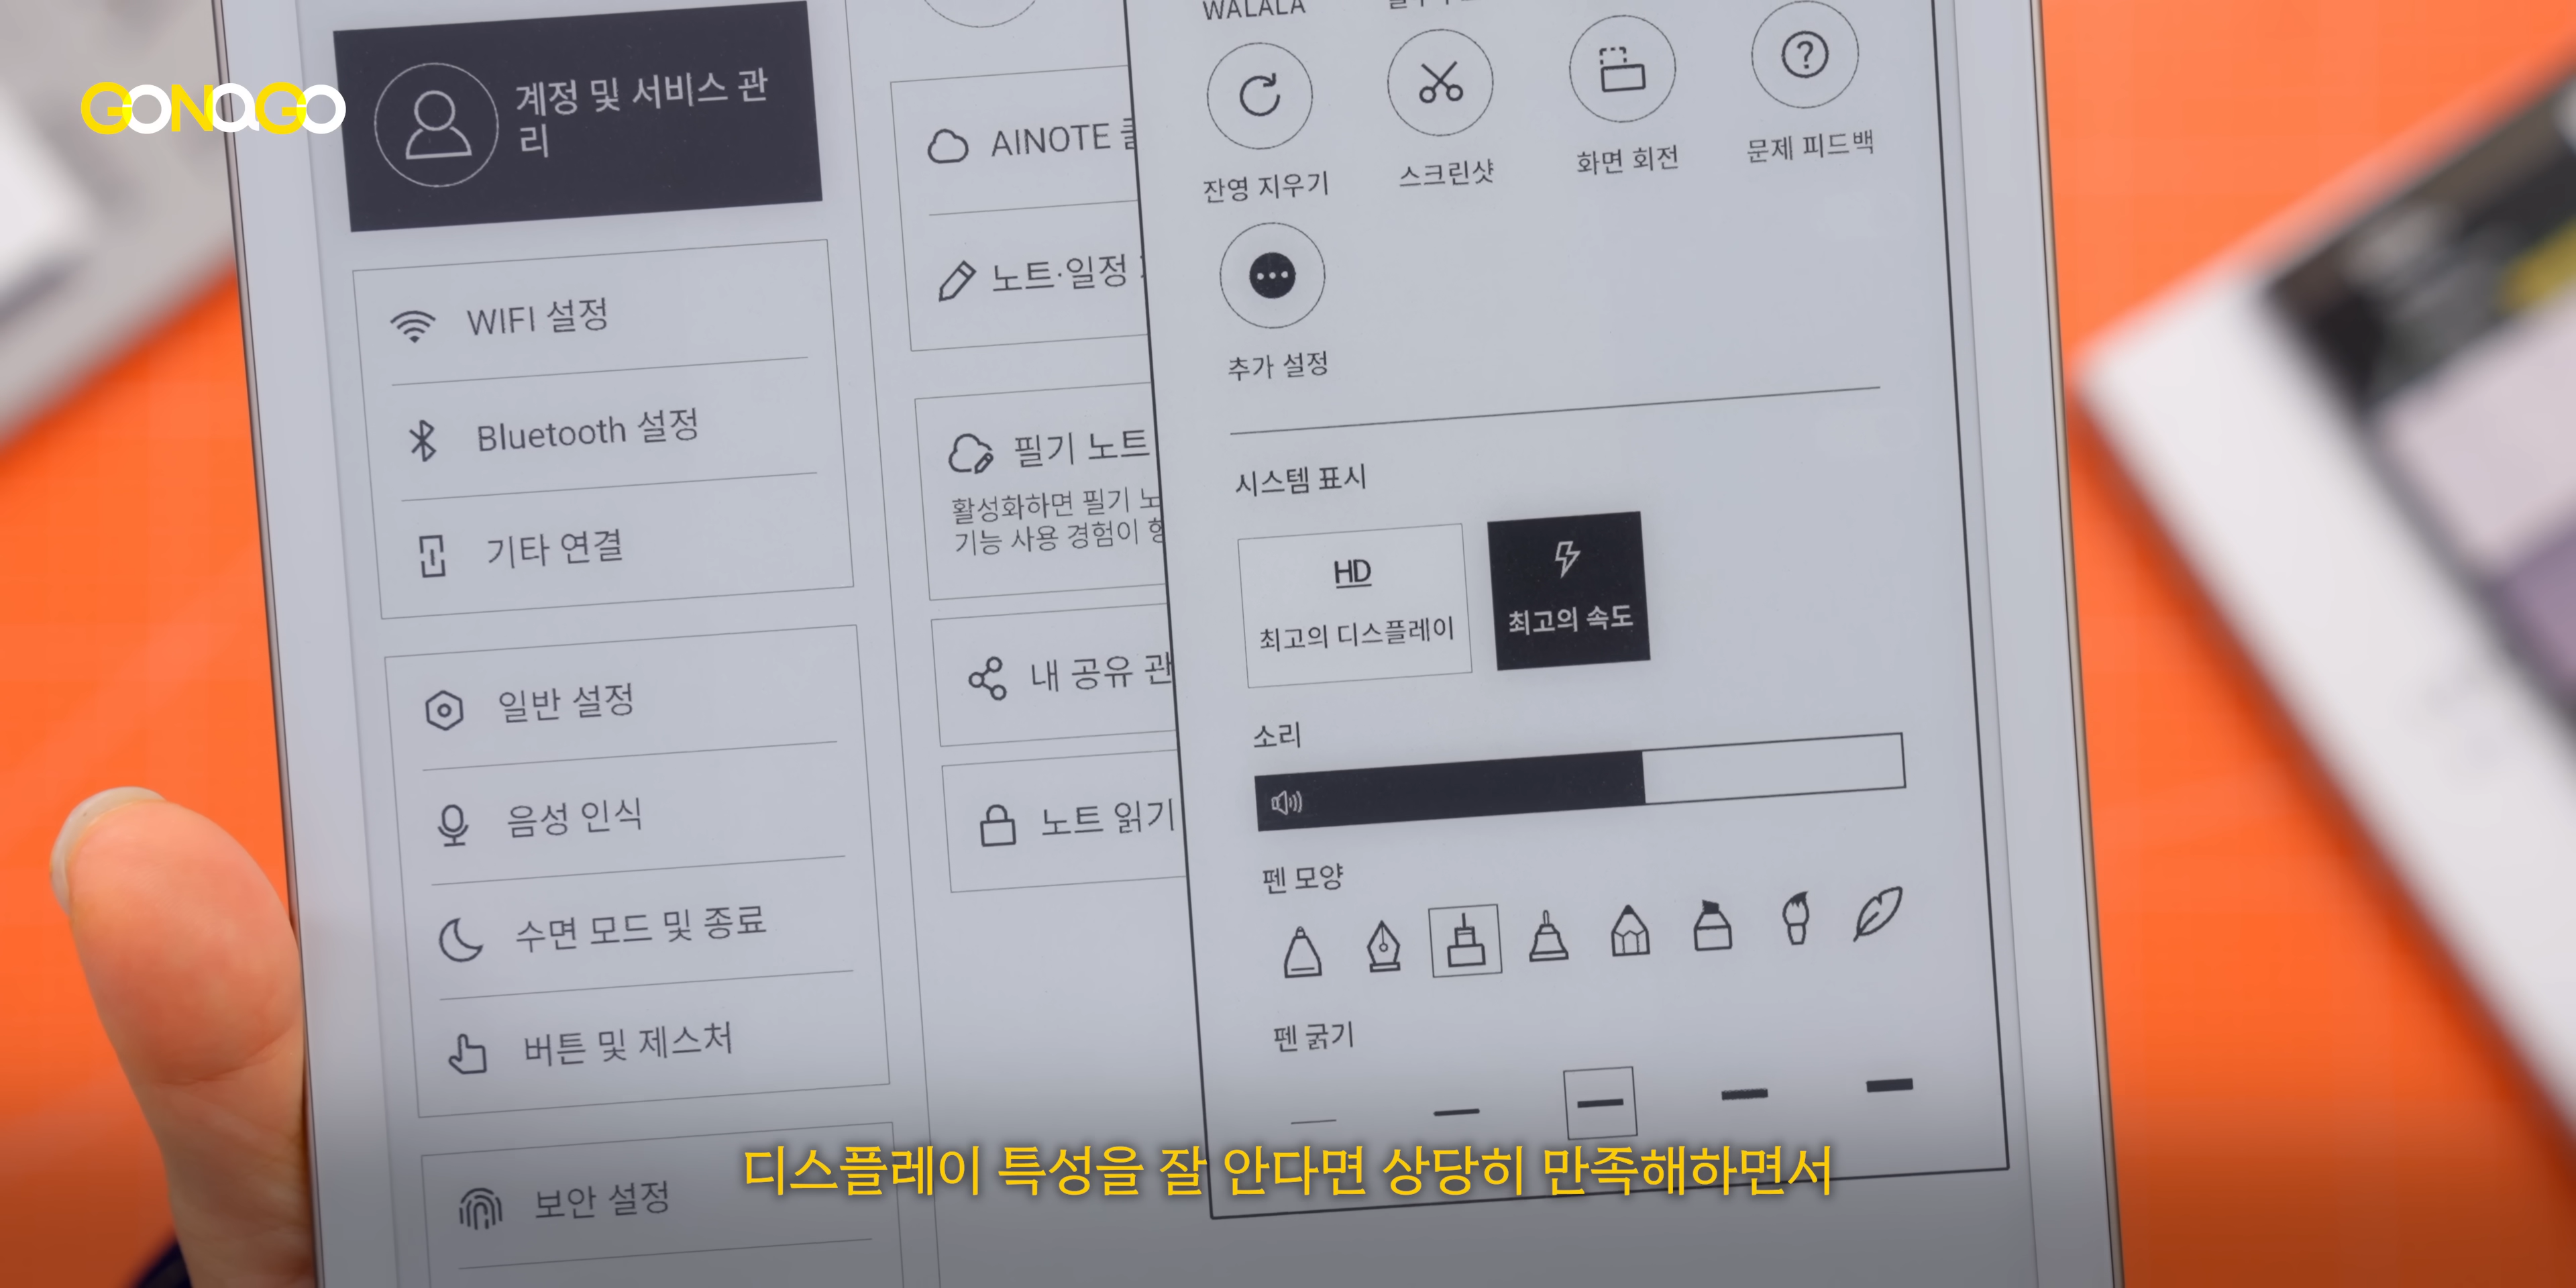 GONaGO
계정 및 서비스 관
리
WIFI 설정
Bluetooth 설정
기타 연결
일반 설정
음성 인식
수면 모드 및 종료
버튼 및 제스처
보안 설정
AINOTE
노트·일정
필기 노트
활성화하면 필기 노
기능 사용 경험이
내 공유 관
노트 읽기
WALALA
잔영 지우기
스크린샷
화면 회전
문제 피드백
추가 설정
시스템 표시
HD
최고의 디스플레이
최고의 속도
소리
펜 모양
펜 굵기
디스플레이 특성을 잘 안다면 상당히 만족해하면서